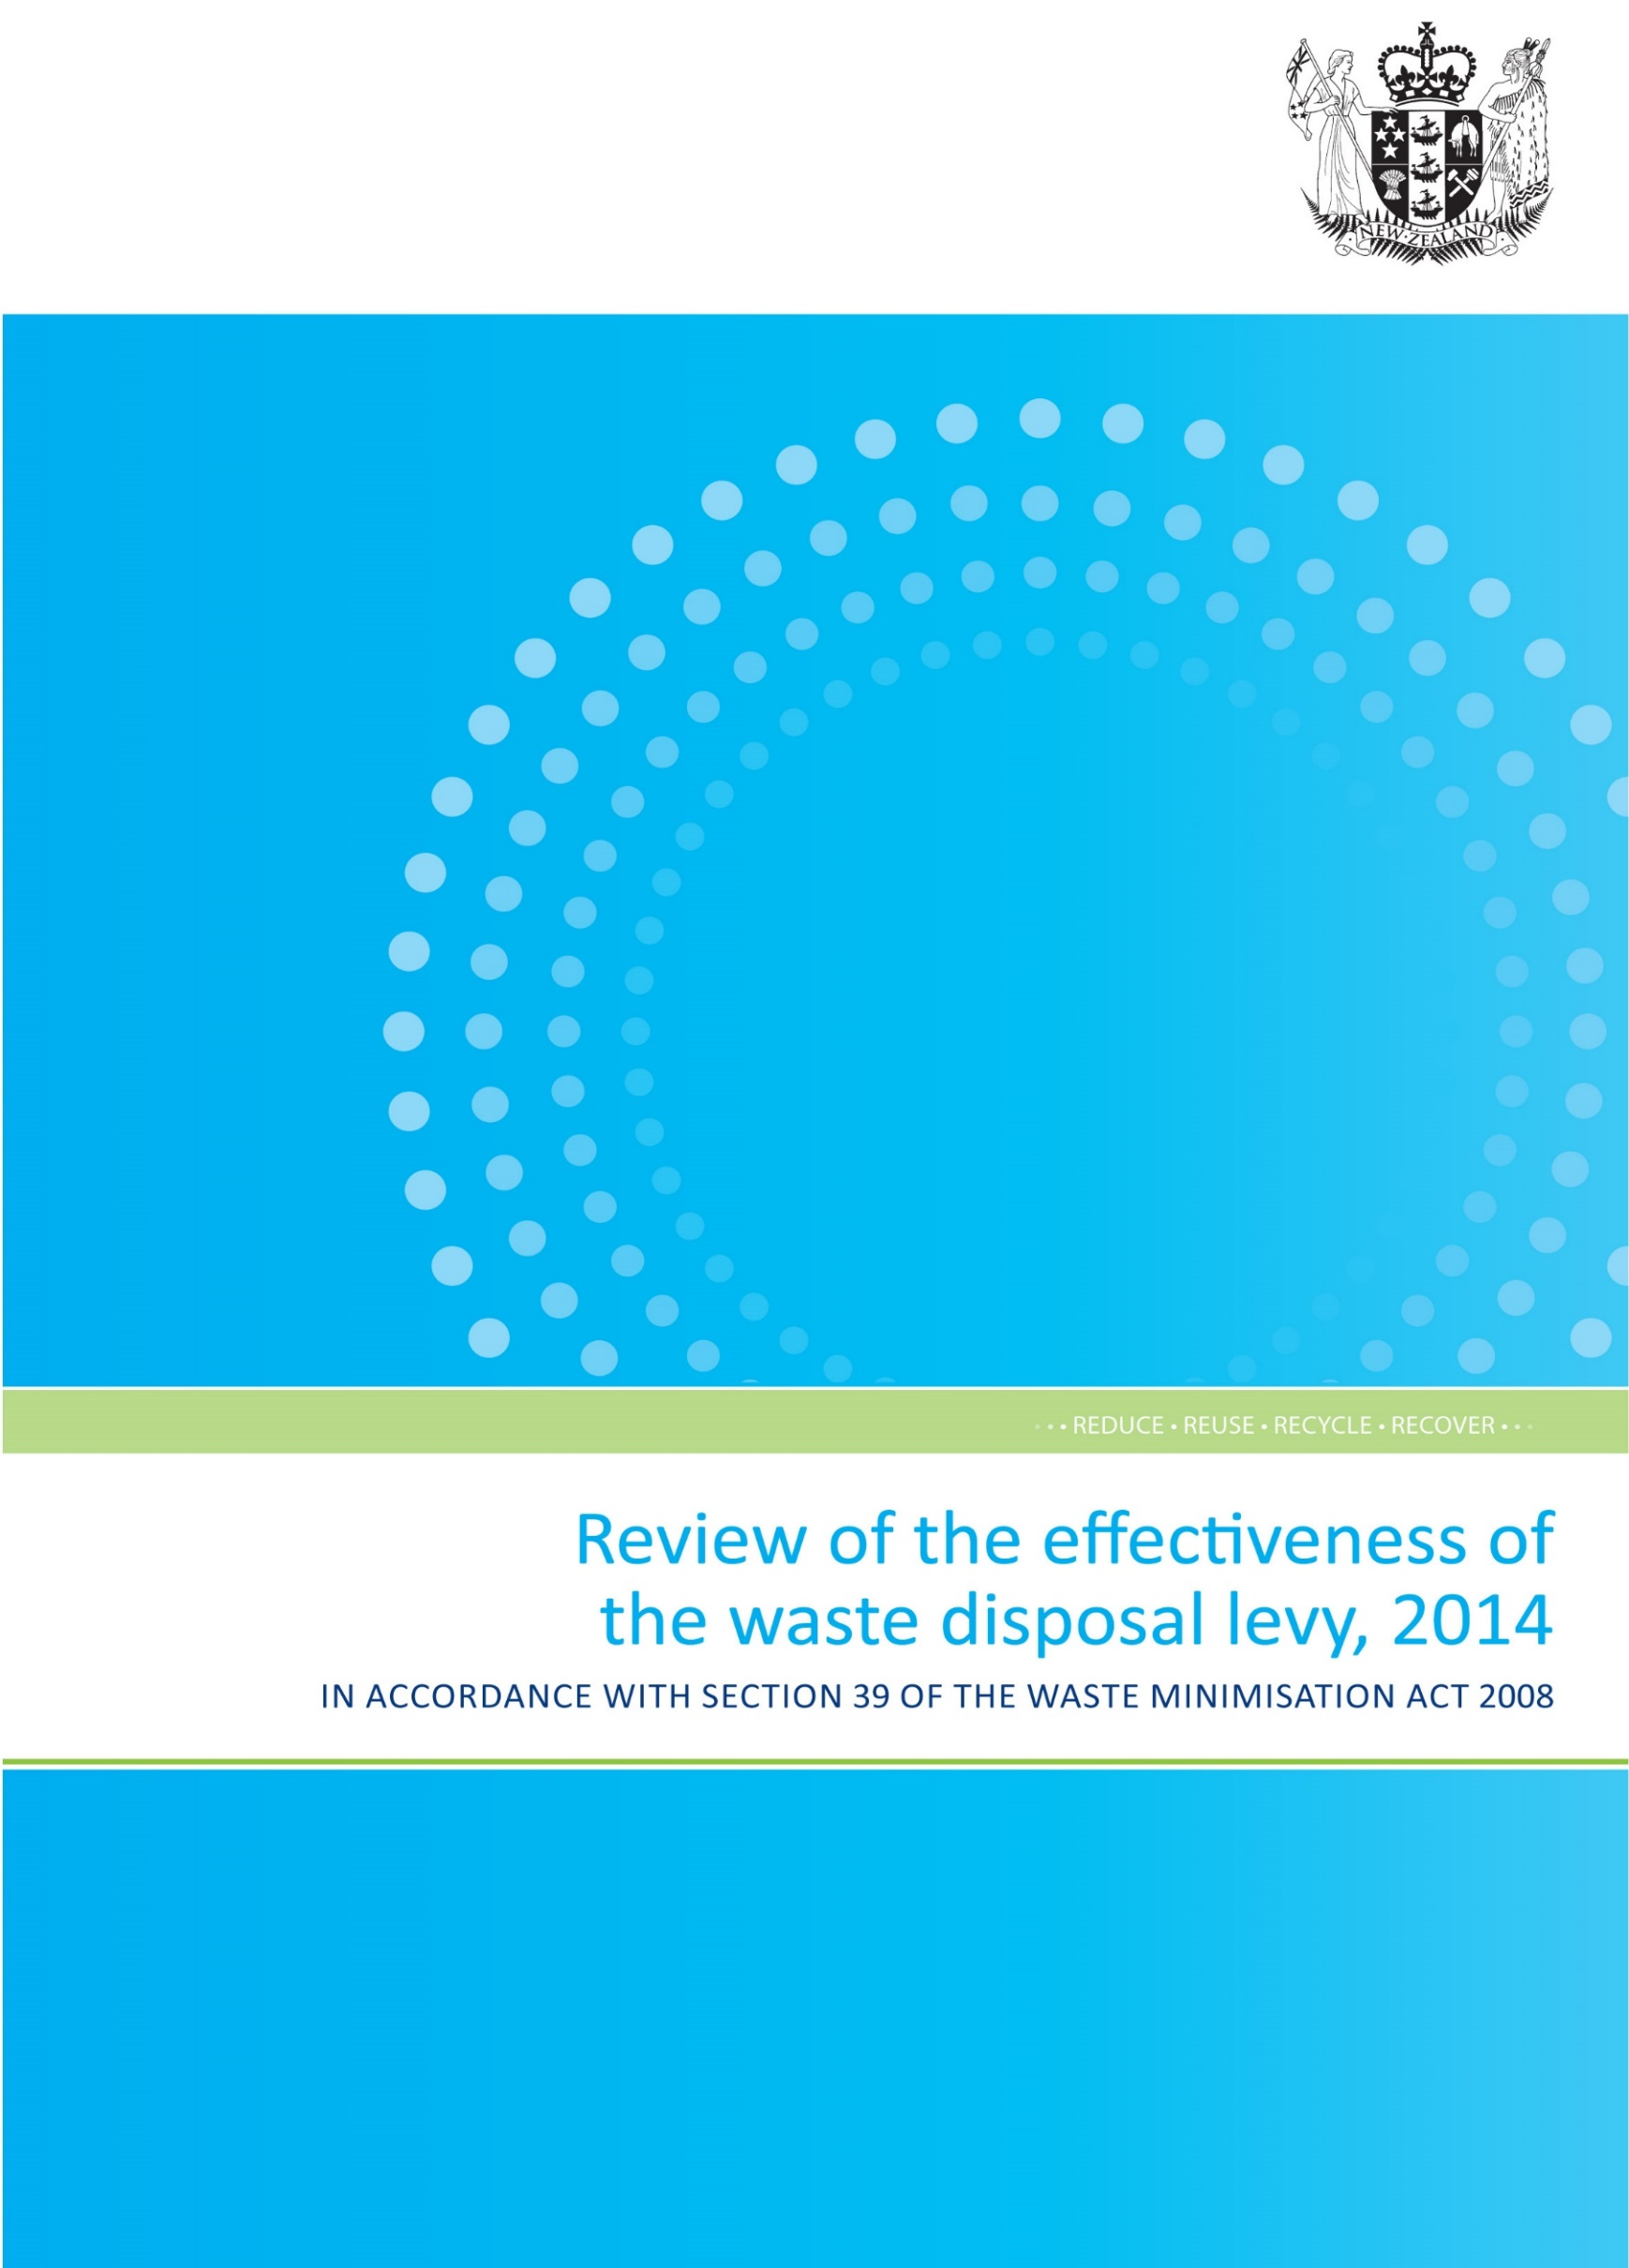 NEW·ZEALAND
• • • REDUCE • REUSE • RECYCLE • RECOVER • • •
Review of the effectiveness of
the waste disposal levy, 2014
IN ACCORDANCE WITH SECTION 39 OF THE WASTE MINIMISATION ACT 2008